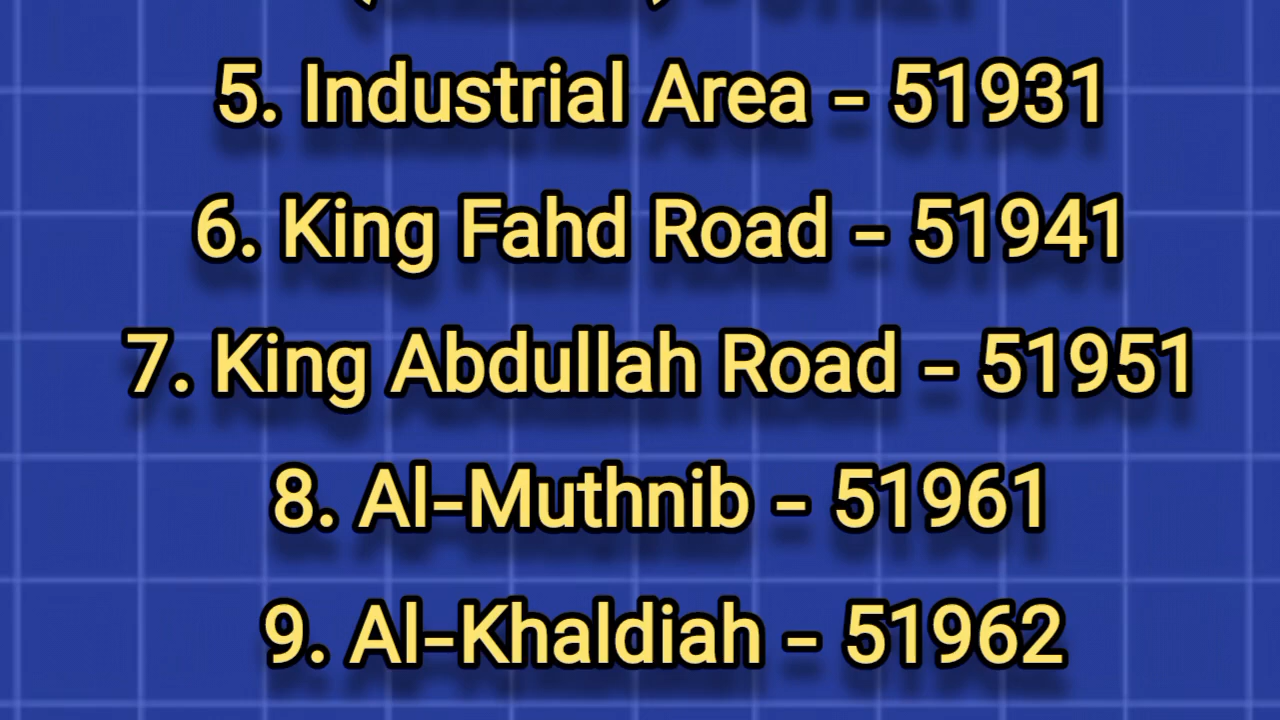 5. Industrial Area - 51931
6. King Fahd Road - 51941
7. King Abdullah Road - 51951
8. Al-Muthnib - 51961
9. Al-Khaldiah - 51962